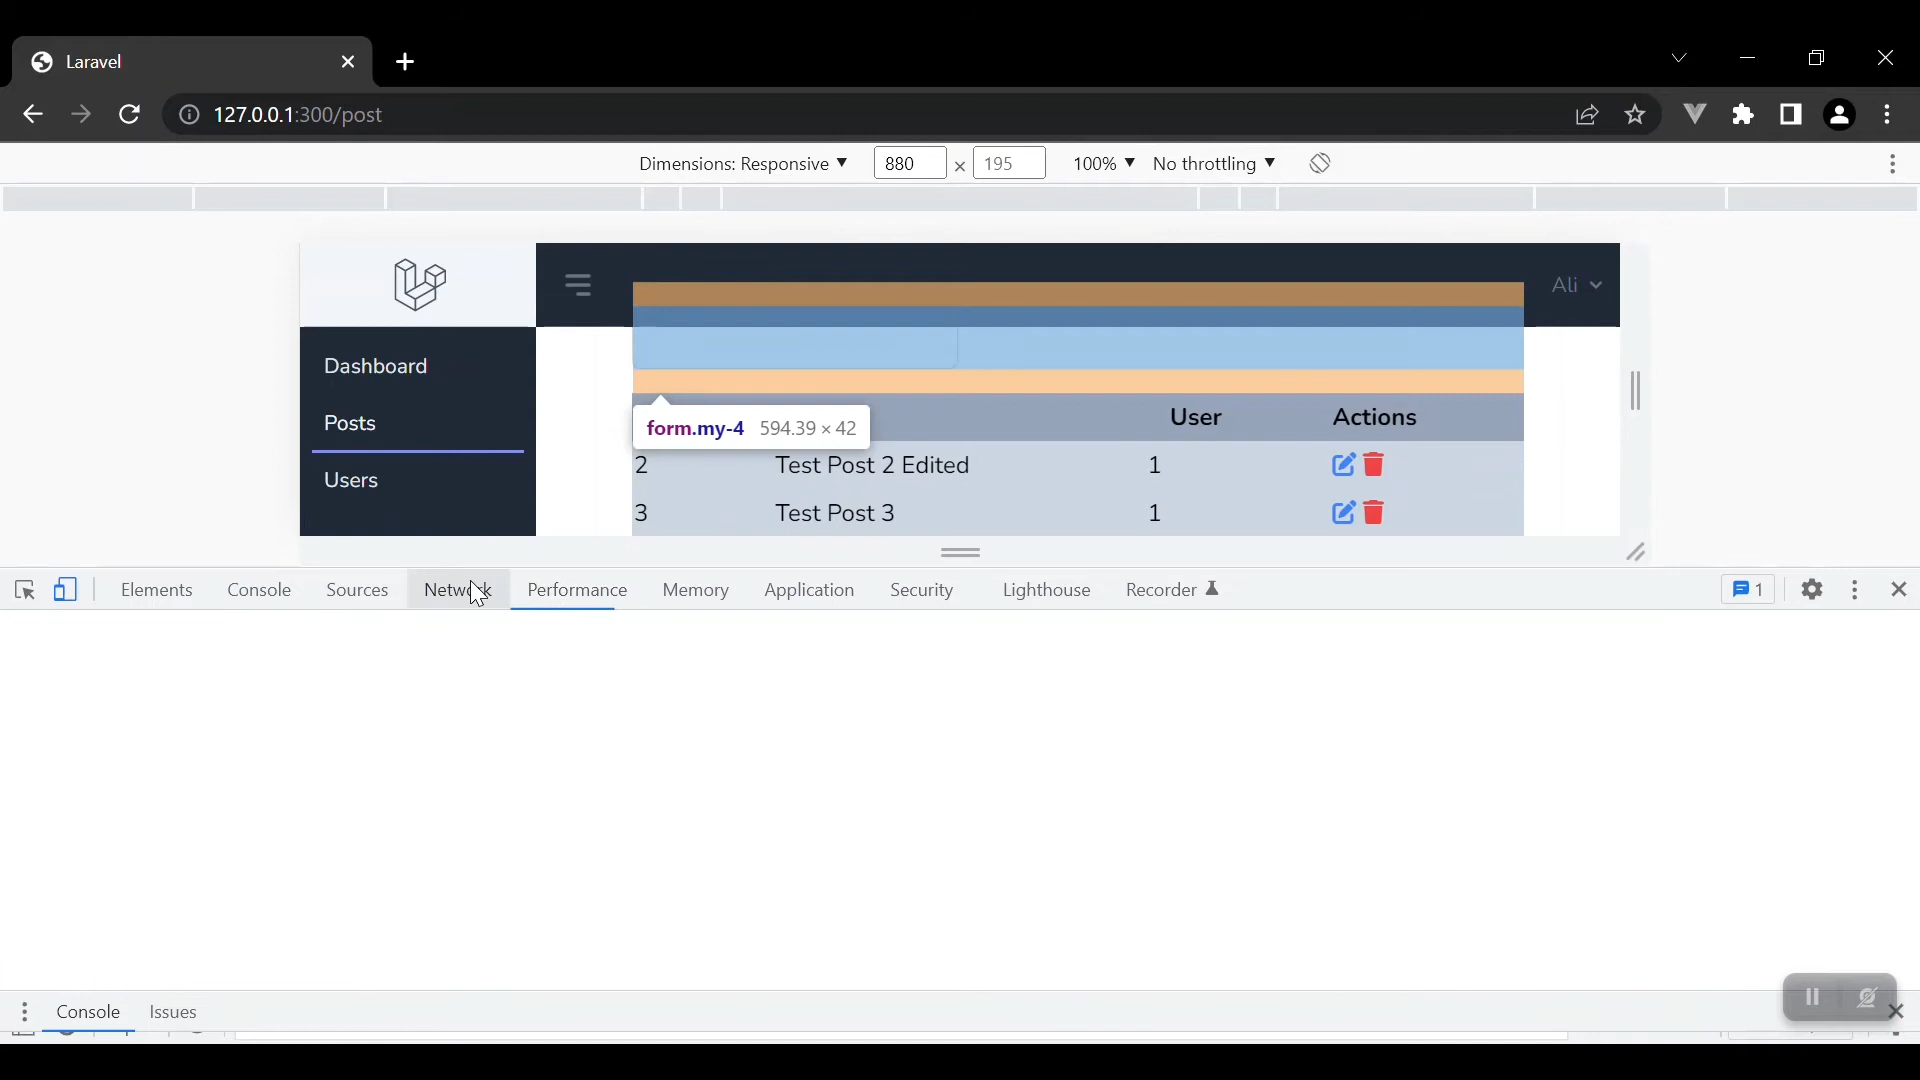 Laravel
127.0.0.1:300/post
Dimensions: Responsive 880 × 195 100% No throttling
Ali
Dashboard
Posts
Users
User Actions
form.my-4 594.39 × 42
2 Test Post 2 Edited 1
3 Test Post 3 1
Elements Console Sources Network Performance Memory Application Security Lighthouse Recorder 1
Console Issues